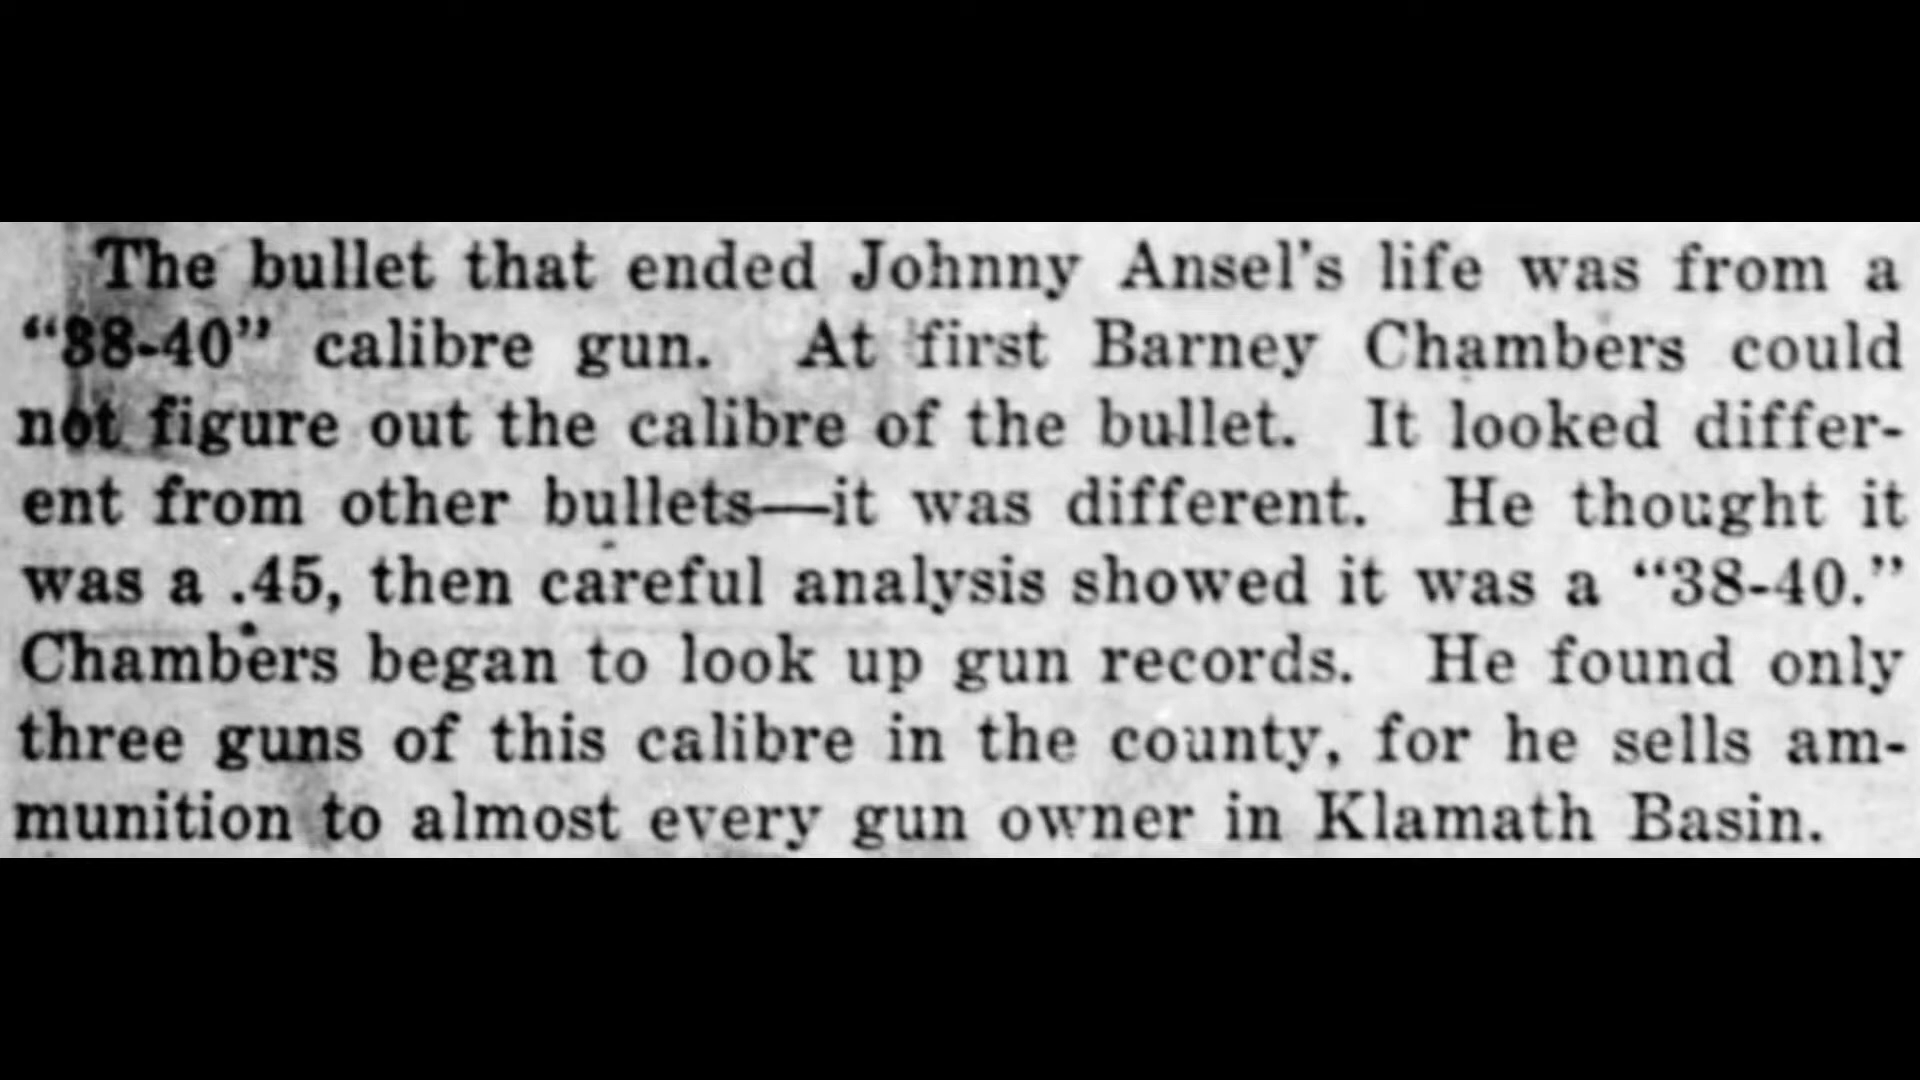 The bullet that ended Johnny Ansel's life was from a
“38-40” calibre gun. At first Barney Chambers could
not figure out the calibre of the bullet. It looked differ-
ent from other bullets—it was different. He thought it
was a .45, then careful analysis showed it was a “38-40.”
Chambers began to look up gun records. He found only
three guns of this calibre in the county, for he sells am-
munition to almost every gun owner in Klamath Basin.